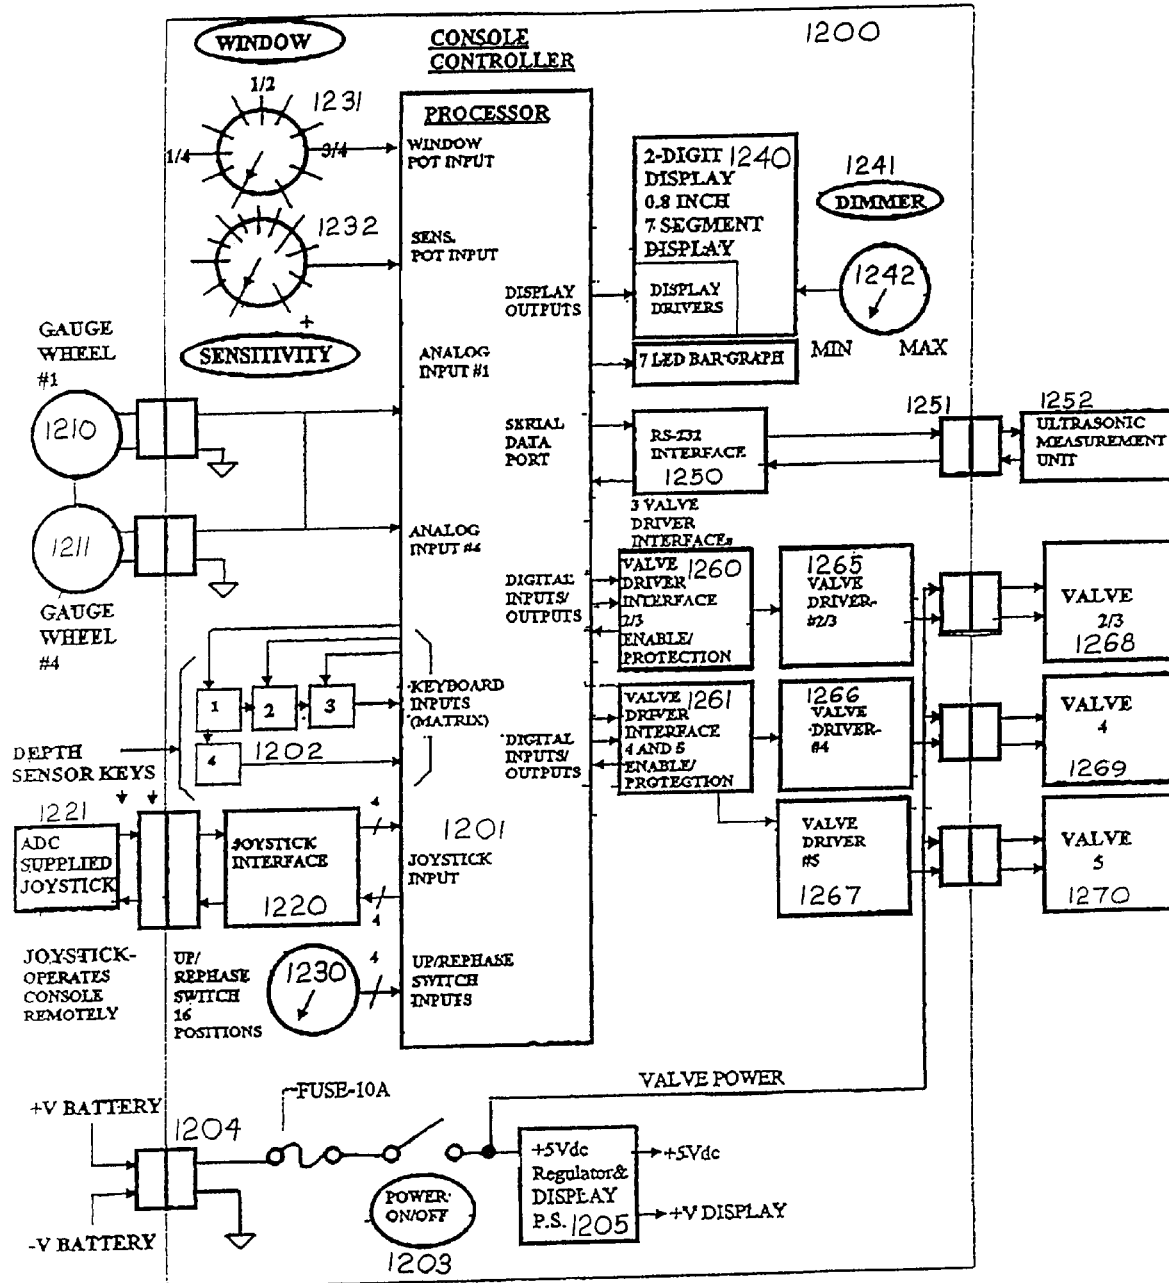 WINDOW
CONSOLE
CONTROLLER
1200
1/2
1231
1/4
3/4
PROCESSOR
WINDOW
POT INPUT
1232
SENS.
POT INPUT
+
SENSITIVITY
2-DIGIT 1240
DISPLAY
0.8 INCH
7 SEGMENT
DISPLAY
DISPLAY
DRIVERS
1241
DIMMER
1242
MIN
MAX
DISPLAY
OUTPUTS
7 LED BAR-GRAPH
GAUGE
WHEEL
#1
1210
ANALOG
INPUT #1
SERIAL
DATA
PORT
RS-232
INTERFACE
1250
1251
1252
ULTRASONIC
MEASUREMENT
UNIT
1211
GAUGE
WHEEL
#4
ANALOG
INPUT #4
3 VALVE
DRIVER
INTERFACEs
DIGITAL
INPUTS/
OUTPUTS
VALVE 1260
DRIVER
INTERFACE
2/3
ENABLE/
PROTECTION
1265
VALVE
DRIVER-
#2/3
VALVE
2/3
1268
1
2
3
4
1202
KEYBOARD
INPUTS
(MATRIX)
DIGITAL
INPUTS/
OUTPUTS
VALVE 1261
DRIVER
INTERFACE
4 AND 5
ENABLE/
PROTECTION
1266
VALVE
DRIVER-
#4
VALVE
4
1269
DEPTH
SENSOR KEYS
1221
ADC
SUPPLIED
JOYSTICK
JOYSTICK
INTERFACE
1220
4
4
1201
JOYSTICK
INPUT
VALVE
DRIVER
#5
1267
VALVE
5
1270
JOYSTICK-
OPERATES
CONSOLE
REMOTELY
UP/
REPHASE
SWITCH
16
POSITIONS
1230
4
UP/REPHASE
SWITCH
INPUTS
VALVE POWER
+V BATTERY
1204
FUSE-10A
-V BATTERY
POWER
ON/OFF
1203
+5Vdc
Regulator&
DISPLAY
P.S. 1205
+5Vdc
+V DISPLAY